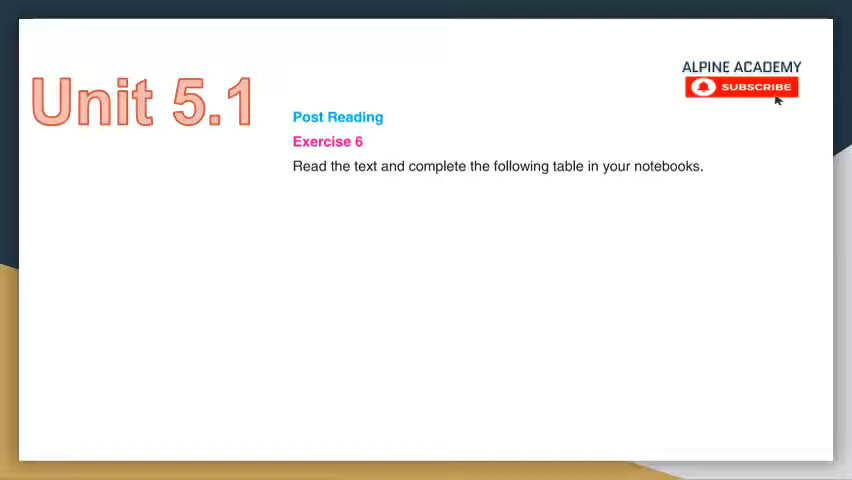 Unit 5.1
ALPINE ACADEMY
SUBSCRIBE
Post Reading
Exercise 6
Read the text and complete the following table in your notebooks.